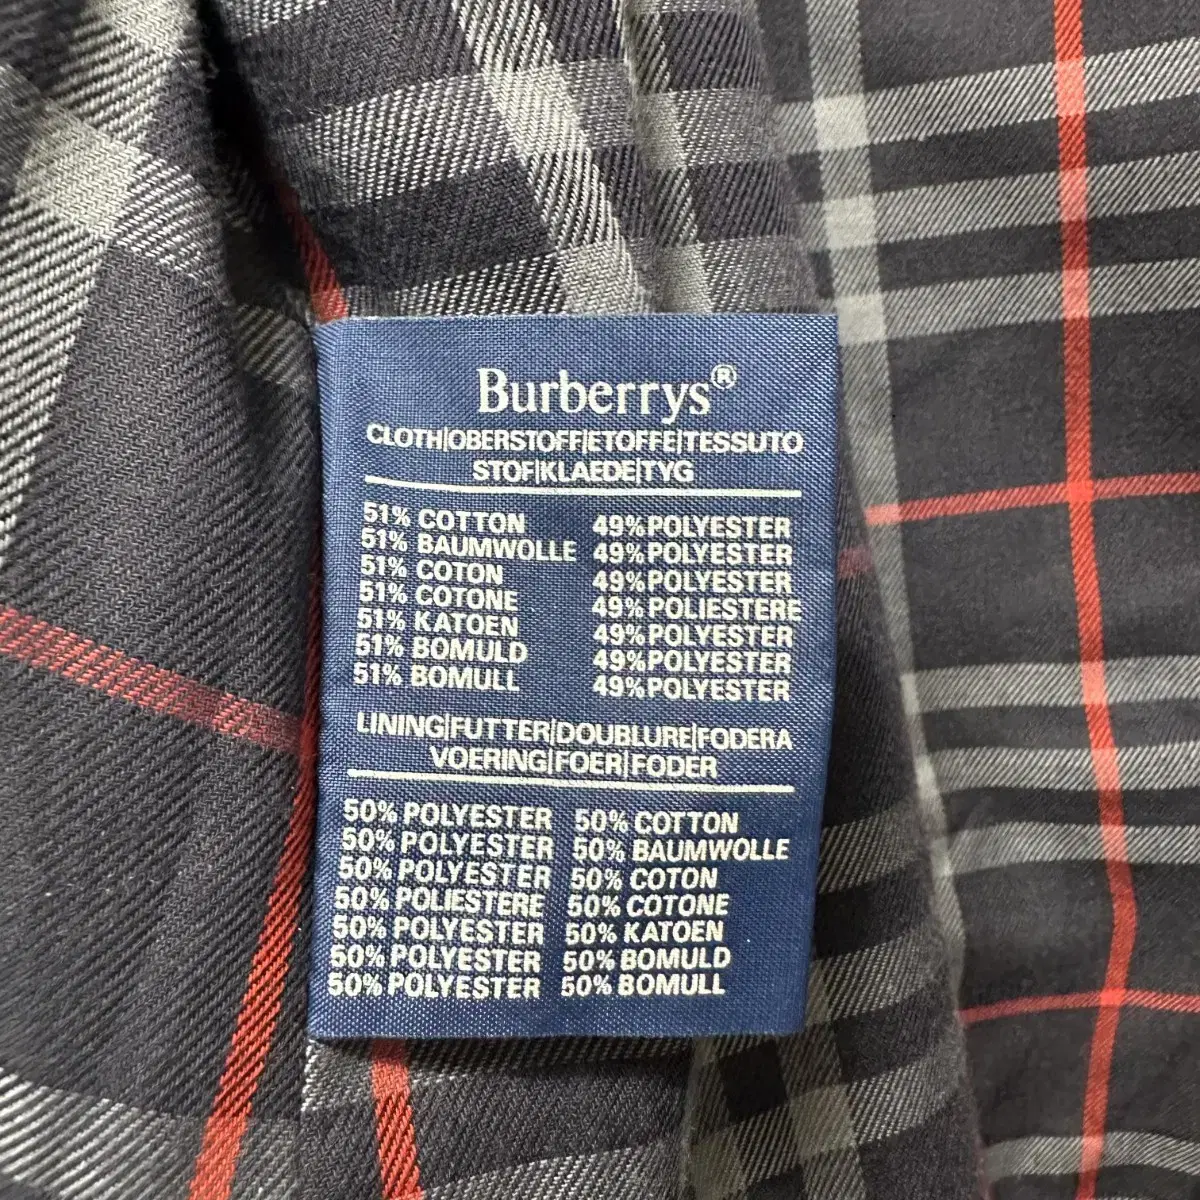 Burberrys®
CLOTH|OBERSTOFF|ETOFFE|TESSUTO
STOF|KLAEDE|TYG
51% COTTON 49% POLYESTER
51% BAUMWOLLE 49% POLYESTER
51% COTON 49% POLYESTER
51% COTONE 49% POLIESTERE
51% KATOEN 49% POLYESTER
51% BOMULD 49% POLYESTER
51% BOMULL 49% POLYESTER
LINING|FUTTER|DOUBLURE|FODERA
VOERING|FOER|FODER
50% POLYESTER 50% COTTON
50% POLYESTER 50% BAUMWOLLE
50% POLYESTER 50% COTON
50% POLIESTERE 50% COTONE
50% POLYESTER 50% KATOEN
50% POLYESTER 50% BOMULD
50% POLYESTER 50% BOMULL